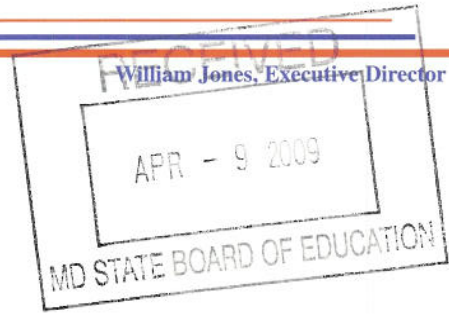 RECEIVED
William Jones, Executive Director
APR - 9 2009
MD STATE BOARD OF EDUCATION